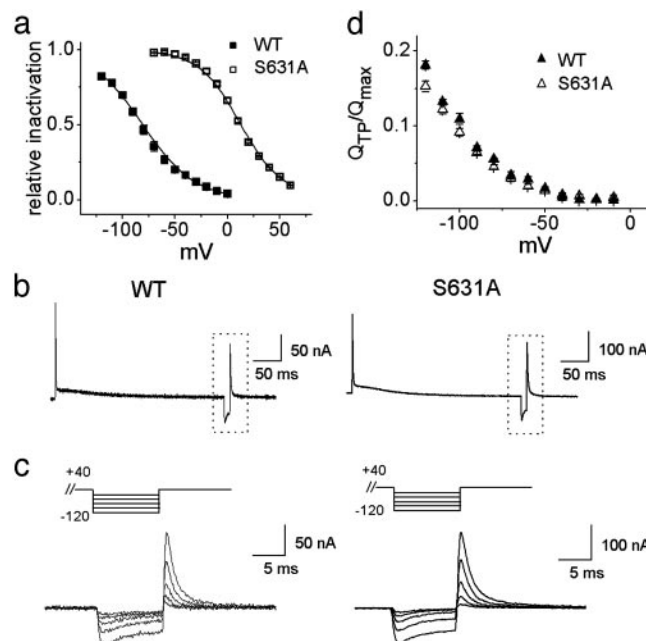 a
WT
S631A
relative inactivation
1.0
0.5
0.0
-100
-50
0
50
mV
d
WT
S631A
QTP/Qmax
0.2
0.1
0.0
-100
-50
0
mV
b
WT
50 nA
50 ms
S631A
100 nA
50 ms
c
+40
-120
50 nA
5 ms
+40
-120
100 nA
5 ms